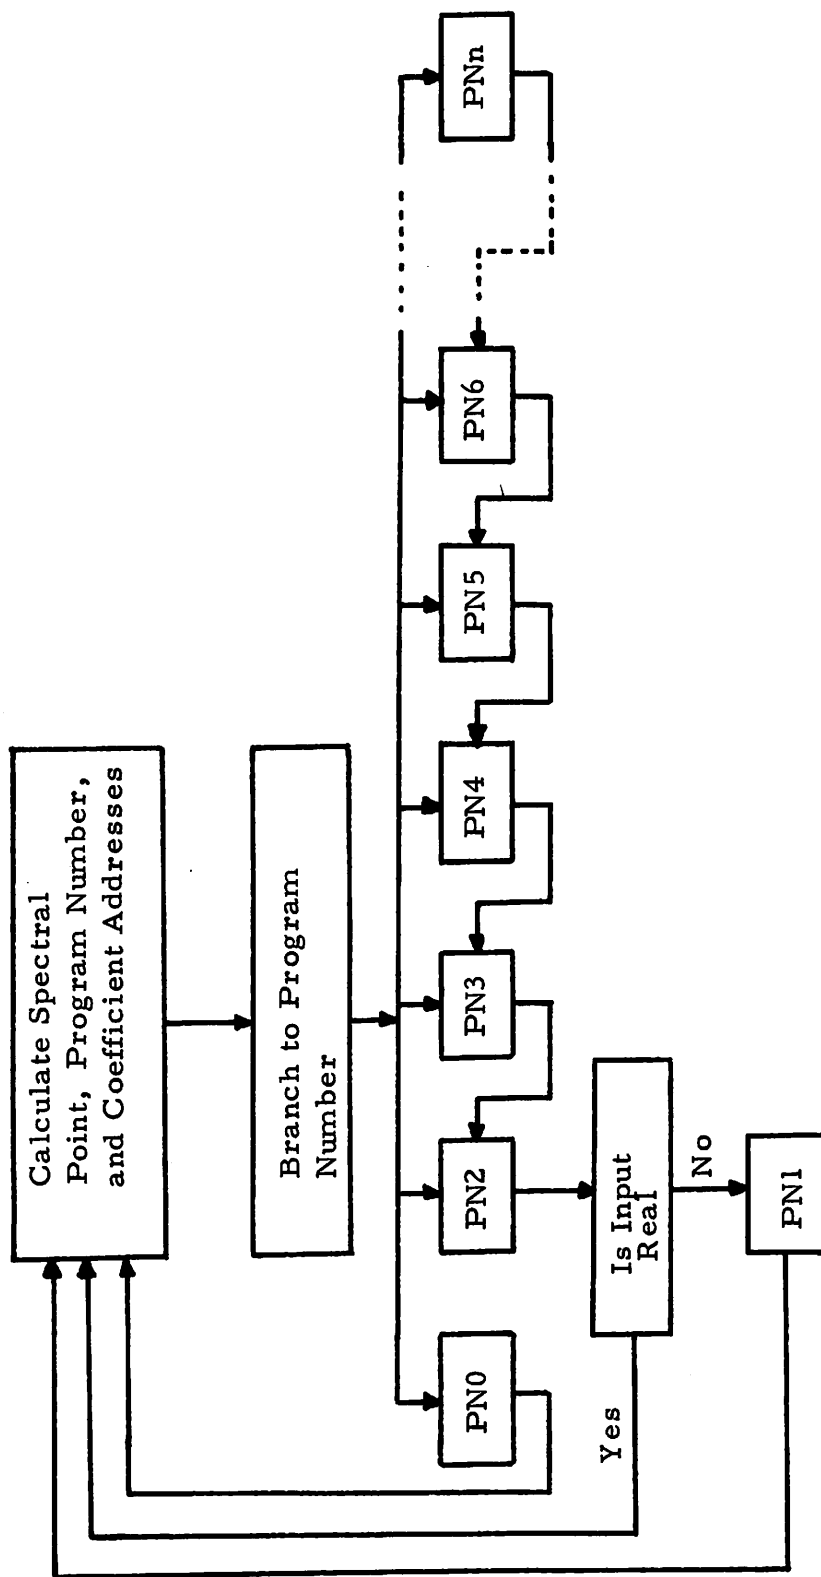 Calculate Spectral
Point, Program Number,
and Coefficient Addresses
Branch to Program
Number
PN0
PN2
PN3
PN4
PN5
PN6
PNn
Is Input
Real
Yes
No
PN1